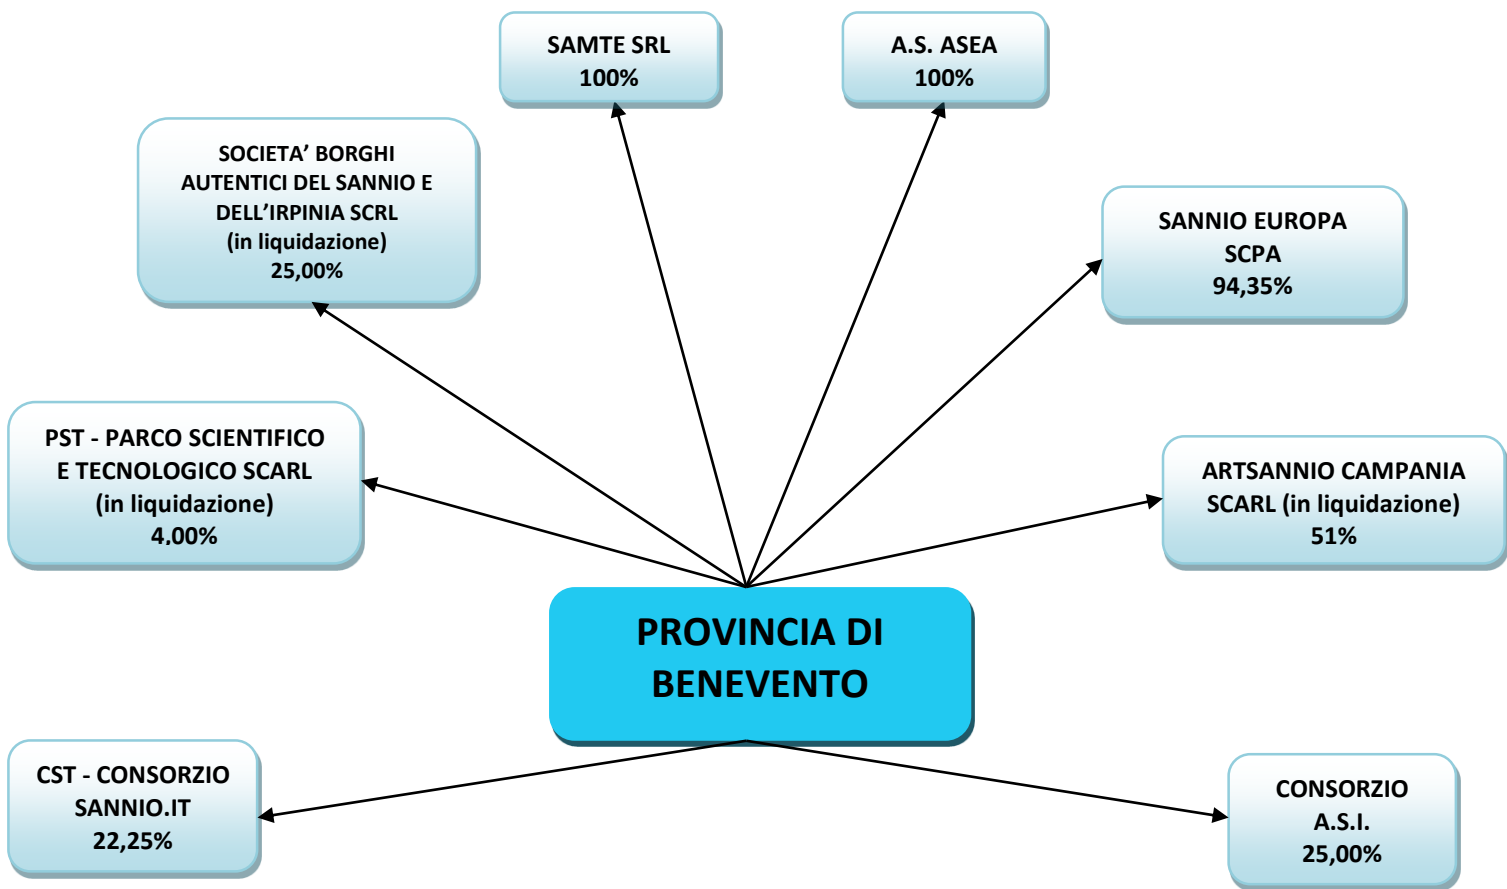 SAMTE SRL
100%
A.S. ASEA
100%
SOCIETA’ BORGHI
AUTENTICI DEL SANNIO E
DELL’IRPINIA SCRL
(in liquidazione)
25,00%
SANNIO EUROPA
SCPA
94,35%
PST - PARCO SCIENTIFICO
E TECNOLOGICO SCARL
(in liquidazione)
4,00%
ARTSANNIO CAMPANIA
SCARL (in liquidazione)
51%
PROVINCIA DI
BENEVENTO
CST - CONSORZIO
SANNIO.IT
22,25%
CONSORZIO
A.S.I.
25,00%